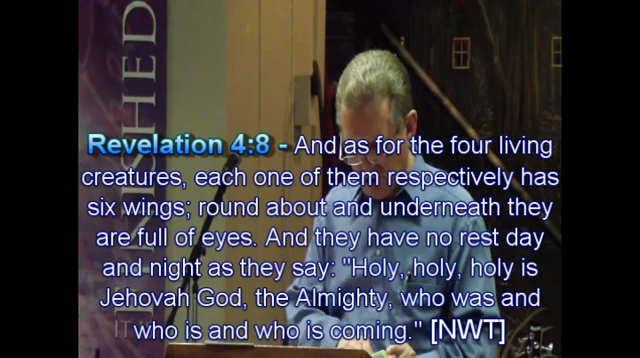 Revelation 4:8 - And as for the four living
creatures, each one of them respectively has
six wings; round about and underneath they
are full of eyes. And they have no rest day
and night as they say: "Holy, holy, holy is
Jehovah God, the Almighty, who was and
who is and who is coming." [NWT]